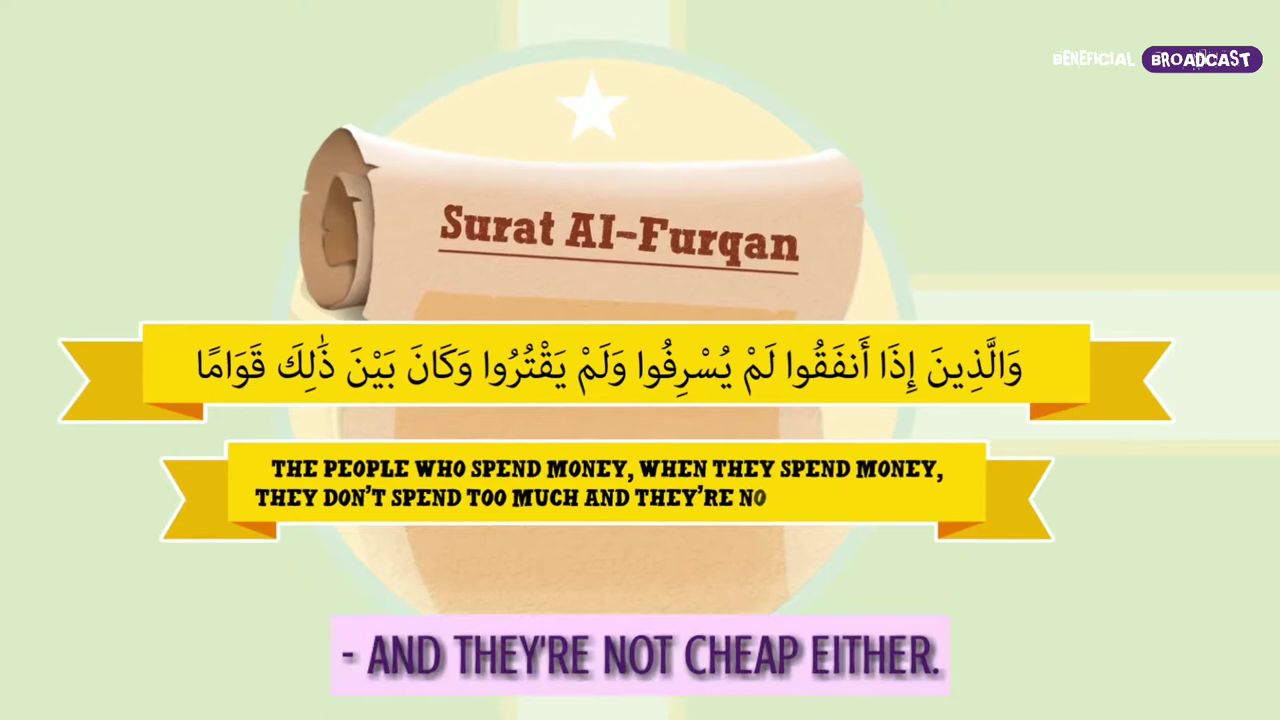 BENEFICIAL BROADCAST
Surat Al-Furqan
وَالَّذِينَ إِذَا أَنفَقُوا لَمْ يُسْرِفُوا وَلَمْ يَقْتُرُوا وَكَانَ بَيْنَ ذَٰلِكَ قَوَامًا
THE PEOPLE WHO SPEND MONEY, WHEN THEY SPEND MONEY,
THEY DON'T SPEND TOO MUCH AND THEY'RE NO
- AND THEY'RE NOT CHEAP EITHER.